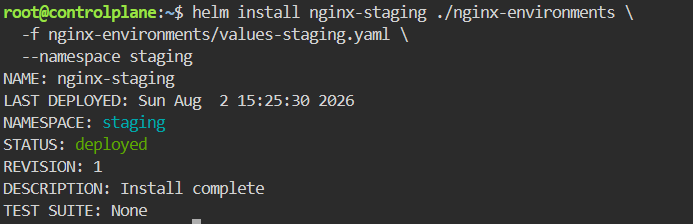 root@controlplane:~$ helm install nginx-staging ./nginx-environments \
  -f nginx-environments/values-staging.yaml \
  --namespace staging
NAME: nginx-staging
LAST DEPLOYED: Sun Aug  2 15:25:30 2026
NAMESPACE: staging
STATUS: deployed
REVISION: 1
DESCRIPTION: Install complete
TEST SUITE: None